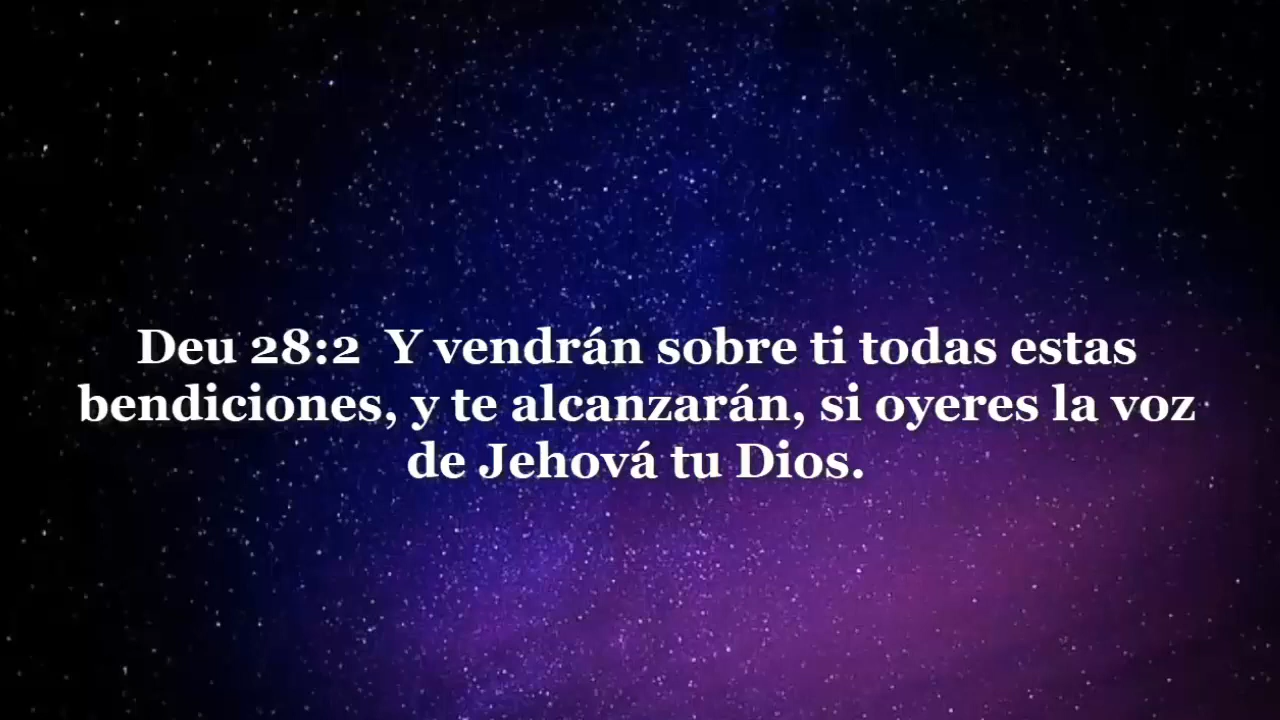 Deu 28:2  Y vendrán sobre ti todas estas
bendiciones, y te alcanzarán, si oyeres la voz
de Jehová tu Dios.